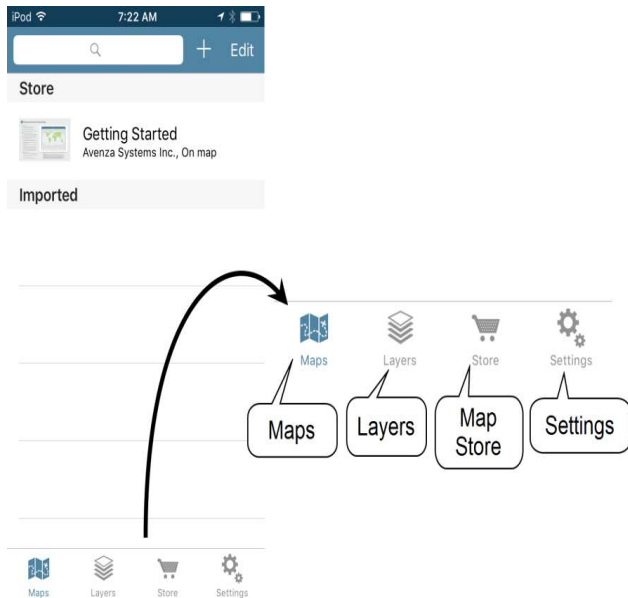 iPod 7:22 AM
+ Edit
Store
Getting Started
Avenza Systems Inc., On map
Imported
Maps Layers Store Settings
Maps Layers Map Store Settings
Maps Layers Store Settings